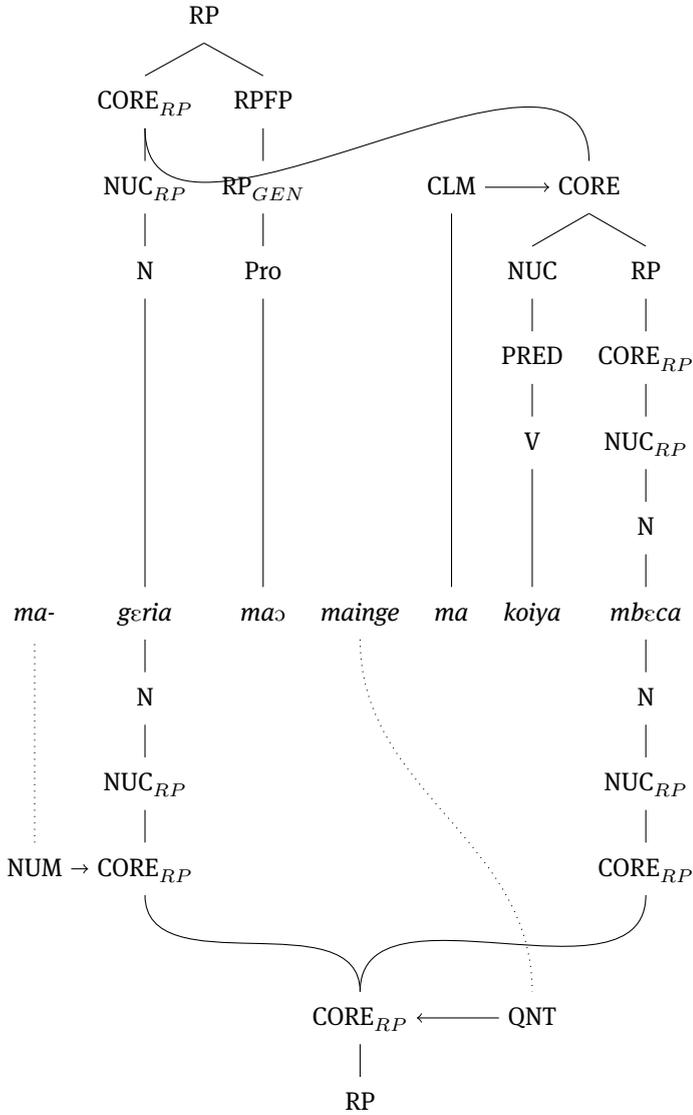 RP
CORE_RP RPFP
NUC_RP RP_GEN CLM CORE
N Pro NUC RP
PRED CORE_RP
V NUC_RP
N
ma- gɛria maɔ mainge ma koiya mbɛca
N N
NUC_RP NUC_RP
NUM → CORE_RP CORE_RP
CORE_RP QNT
RP